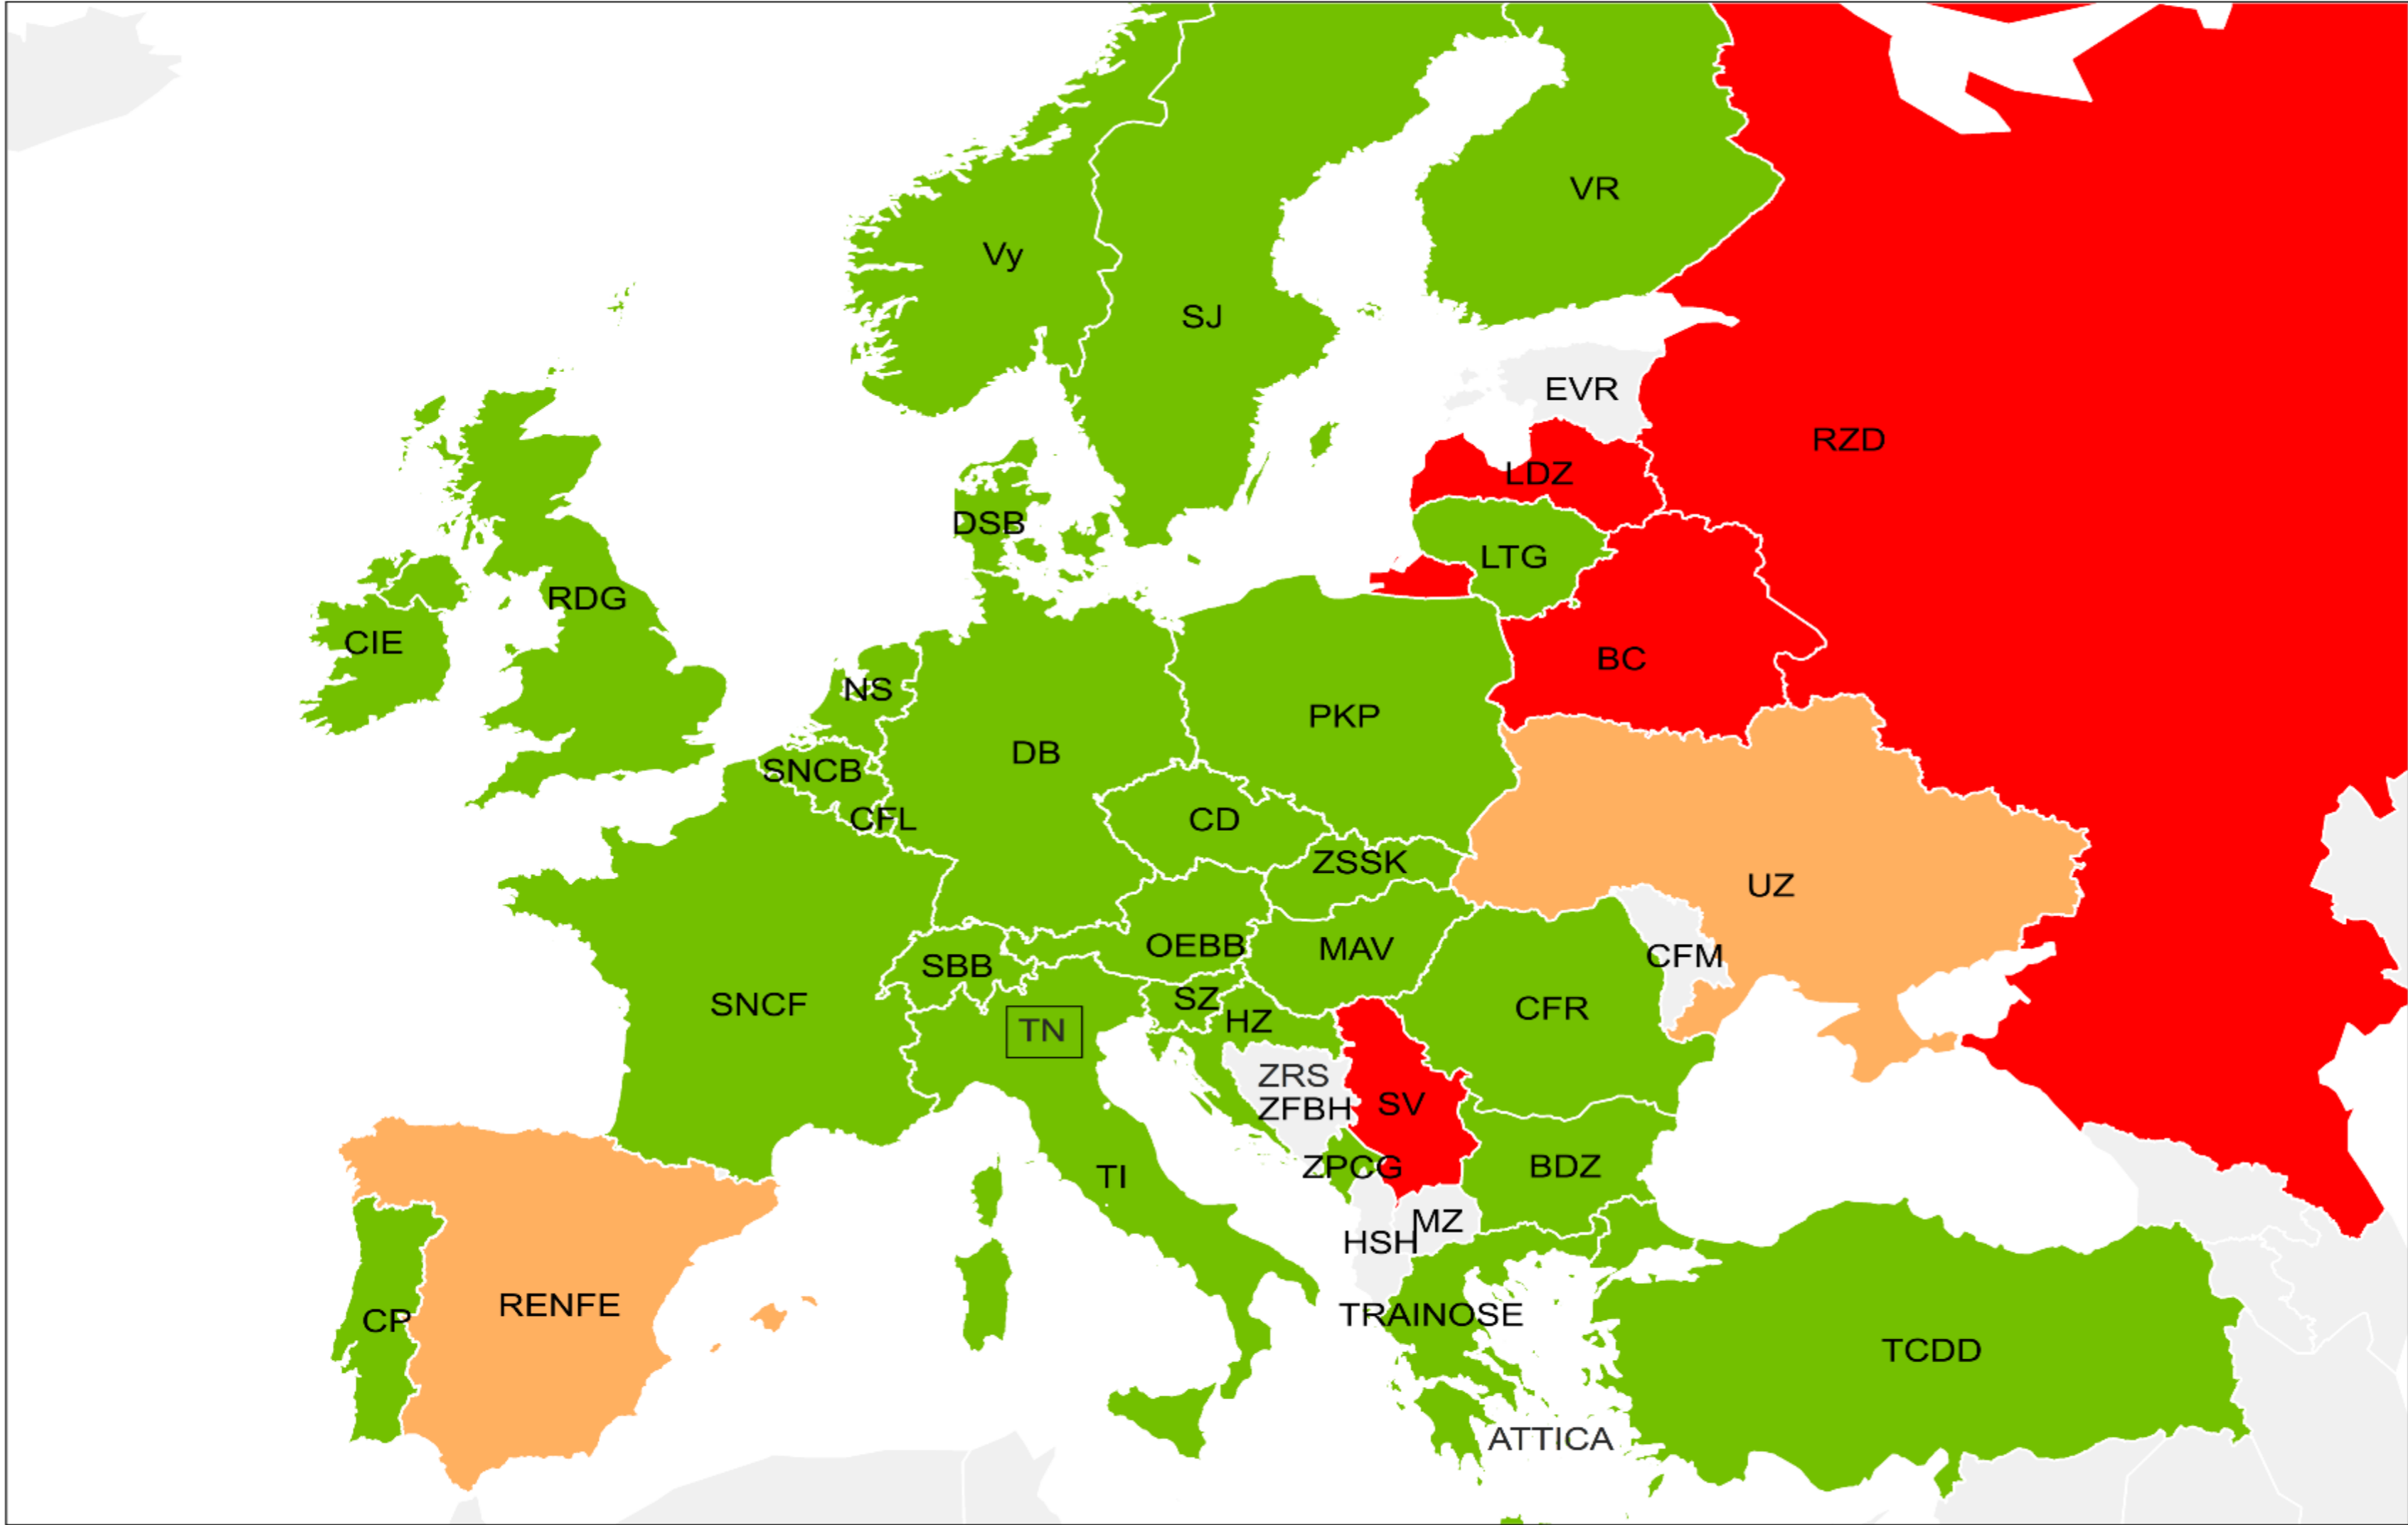 VR
Vy
SJ
EVR
RZD
LDZ
DSB
LTG
RDG
CIE
BC
NS
PKP
DB
SNCB
CFL
CD
ZSSK
UZ
OEBB
MAV
CFM
SBB
SZ
SNCF
TN
HZ
CFR
ZRS
ZFBH
SV
ZPCG
BDZ
TI
MZ
HSH
RENFE
CP
TRAINOSE
TCDD
ATTICA